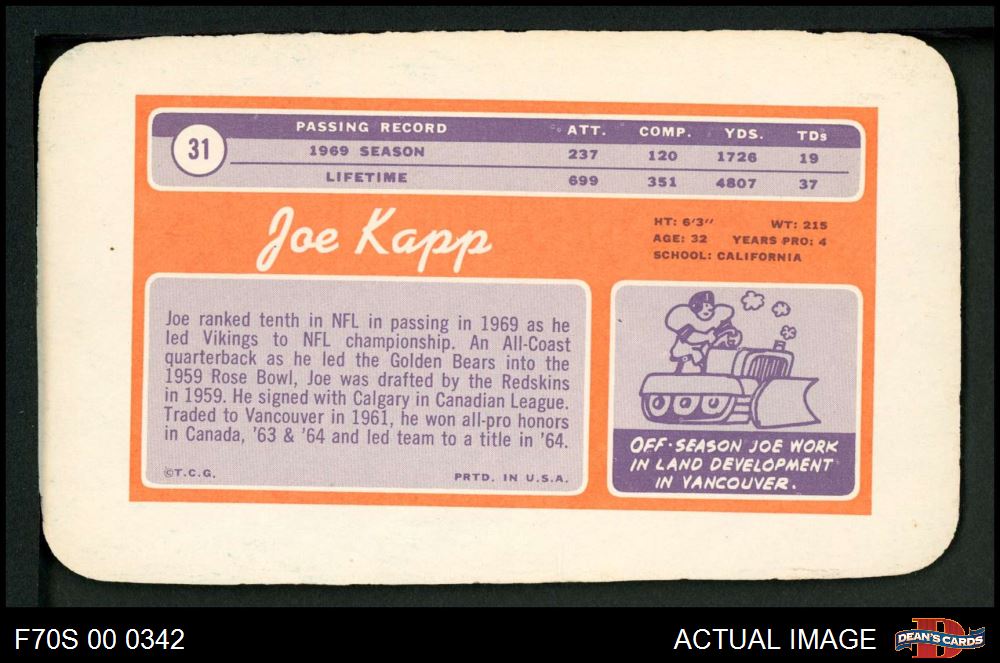 31
PASSING RECORD ATT. COMP. YDS. TDs
1969 SEASON 237 120 1726 19
LIFETIME 699 351 4807 37
Joe Kapp
HT: 6'3" WT: 215
AGE: 32 YEARS PRO: 4
SCHOOL: CALIFORNIA
Joe ranked tenth in NFL in passing in 1969 as he
led Vikings to NFL championship. An All-Coast
quarterback as he led the Golden Bears into the
1959 Rose Bowl, Joe was drafted by the Redskins
in 1959. He signed with Calgary in Canadian League.
Traded to Vancouver in 1961, he won all-pro honors
in Canada, '63 & '64 and led team to a title in '64.
©T.C.G. PRTD. IN U.S.A.
OFF-SEASON JOE WORK
IN LAND DEVELOPMENT
IN VANCOUVER.
F70S 00 0342
ACTUAL IMAGE
D
DEAN'S CARDS